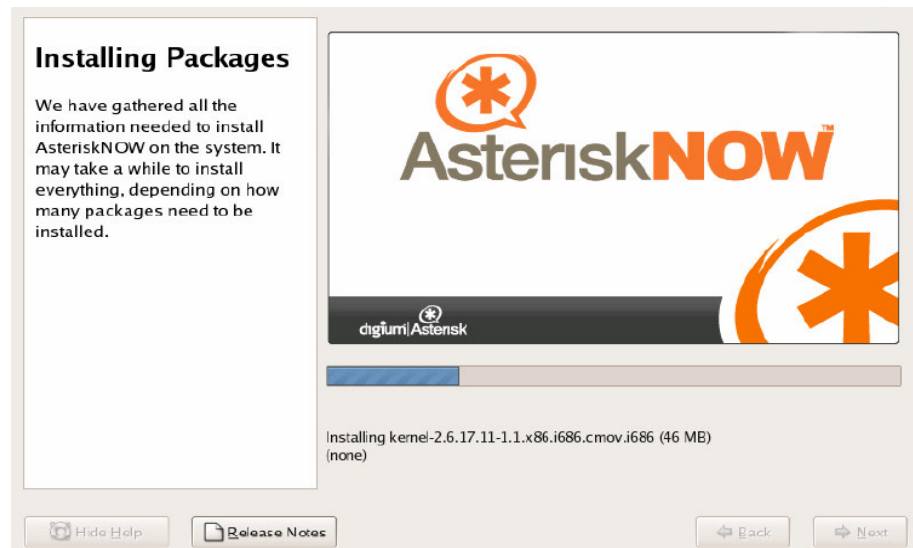 Installing Packages
We have gathered all the
information needed to install
AsteriskNOW on the system. It
may take a while to install
everything, depending on how
many packages need to be
installed.
AsteriskNOW™
digium|Asterisk
Installing kernel-2.6.17.11-1.1.x86.i686.cmov.i686 (46 MB)
(none)
Hide Help
Release Notes
Back
Next